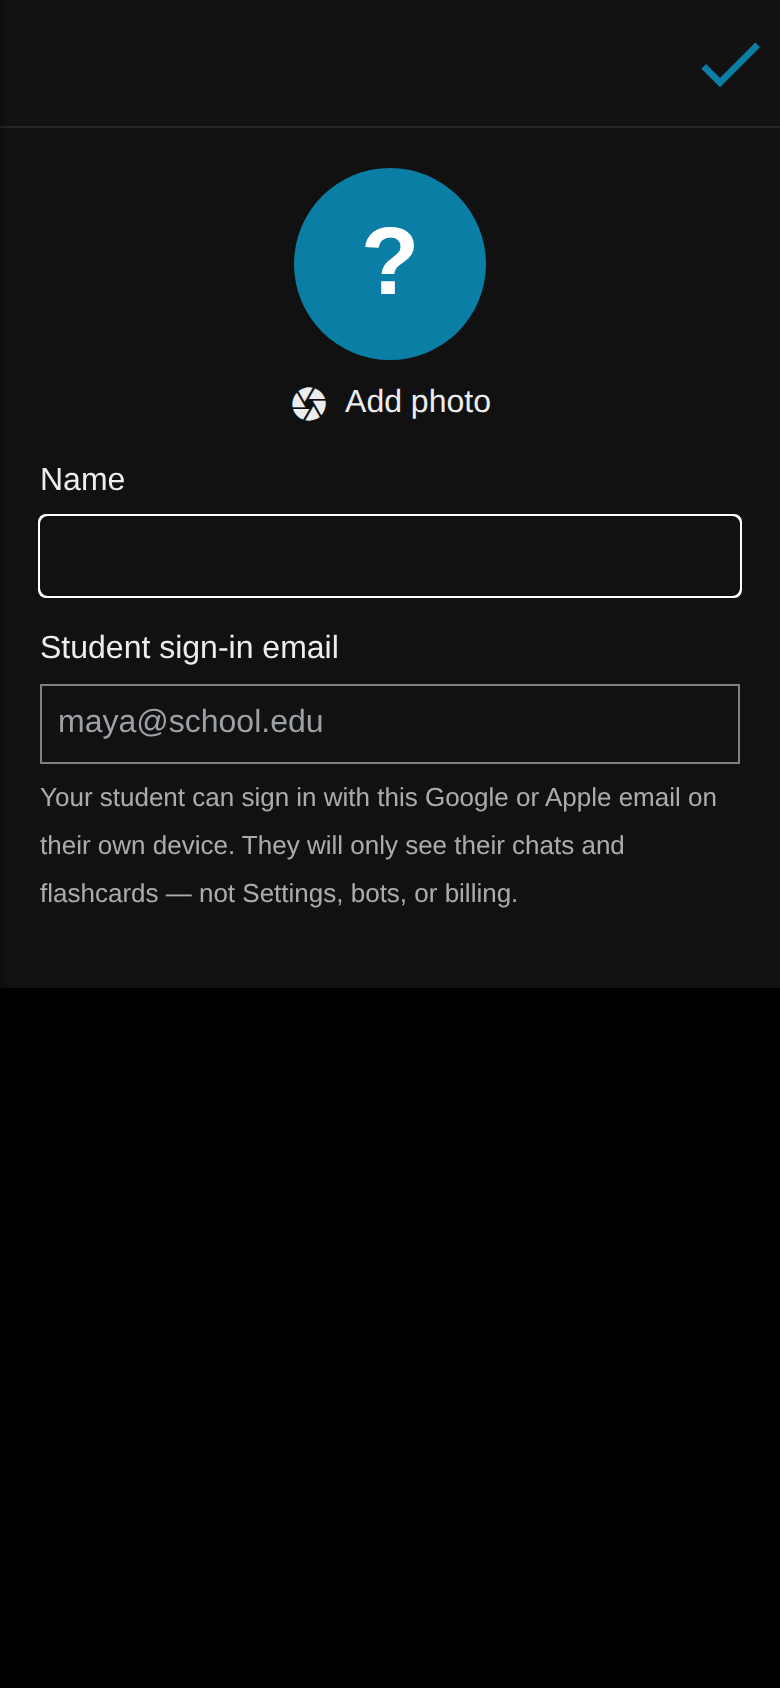 ?
Add photo
Name
Student sign-in email
maya@school.edu
Your student can sign in with this Google or Apple email on
their own device. They will only see their chats and
flashcards — not Settings, bots, or billing.